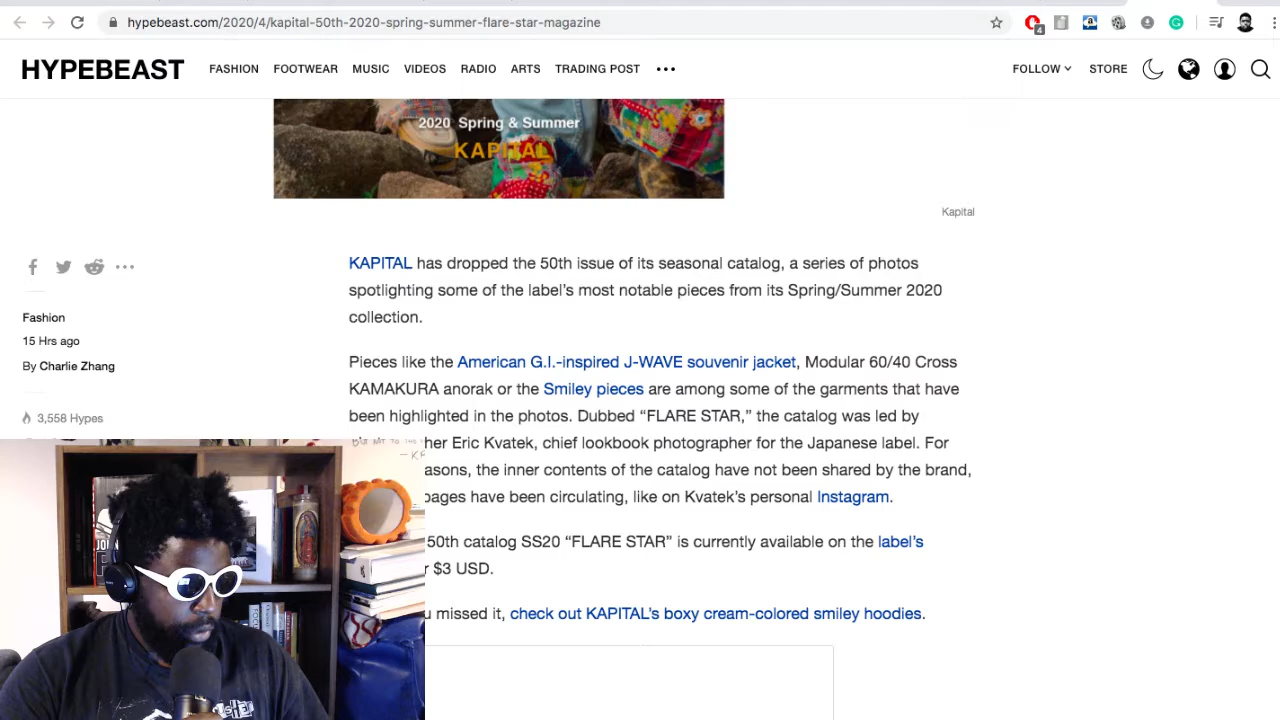 hypebeast.com/2020/4/kapital-50th-2020-spring-summer-flare-star-magazine
4
HYPEBEAST FASHION FOOTWEAR MUSIC VIDEOS RADIO ARTS TRADING POST FOLLOW STORE
2020 Spring & Summer
KAPITAL
Kapital
KAPITAL has dropped the 50th issue of its seasonal catalog, a series of photos
spotlighting some of the label’s most notable pieces from its Spring/Summer 2020
collection.
Fashion
15 Hrs ago
By Charlie Zhang
3,558 Hypes
Pieces like the American G.I.-inspired J-WAVE souvenir jacket, Modular 60/40 Cross
KAMAKURA anorak or the Smiley pieces are among some of the garments that have
been highlighted in the photos. Dubbed “FLARE STAR,” the catalog was led by
her Eric Kvatek, chief lookbook photographer for the Japanese label. For
asons, the inner contents of the catalog have not been shared by the brand,
pages have been circulating, like on Kvatek’s personal Instagram.
50th catalog SS20 “FLARE STAR” is currently available on the label’s
r $3 USD.
u missed it, check out KAPITAL’s boxy cream-colored smiley hoodies.